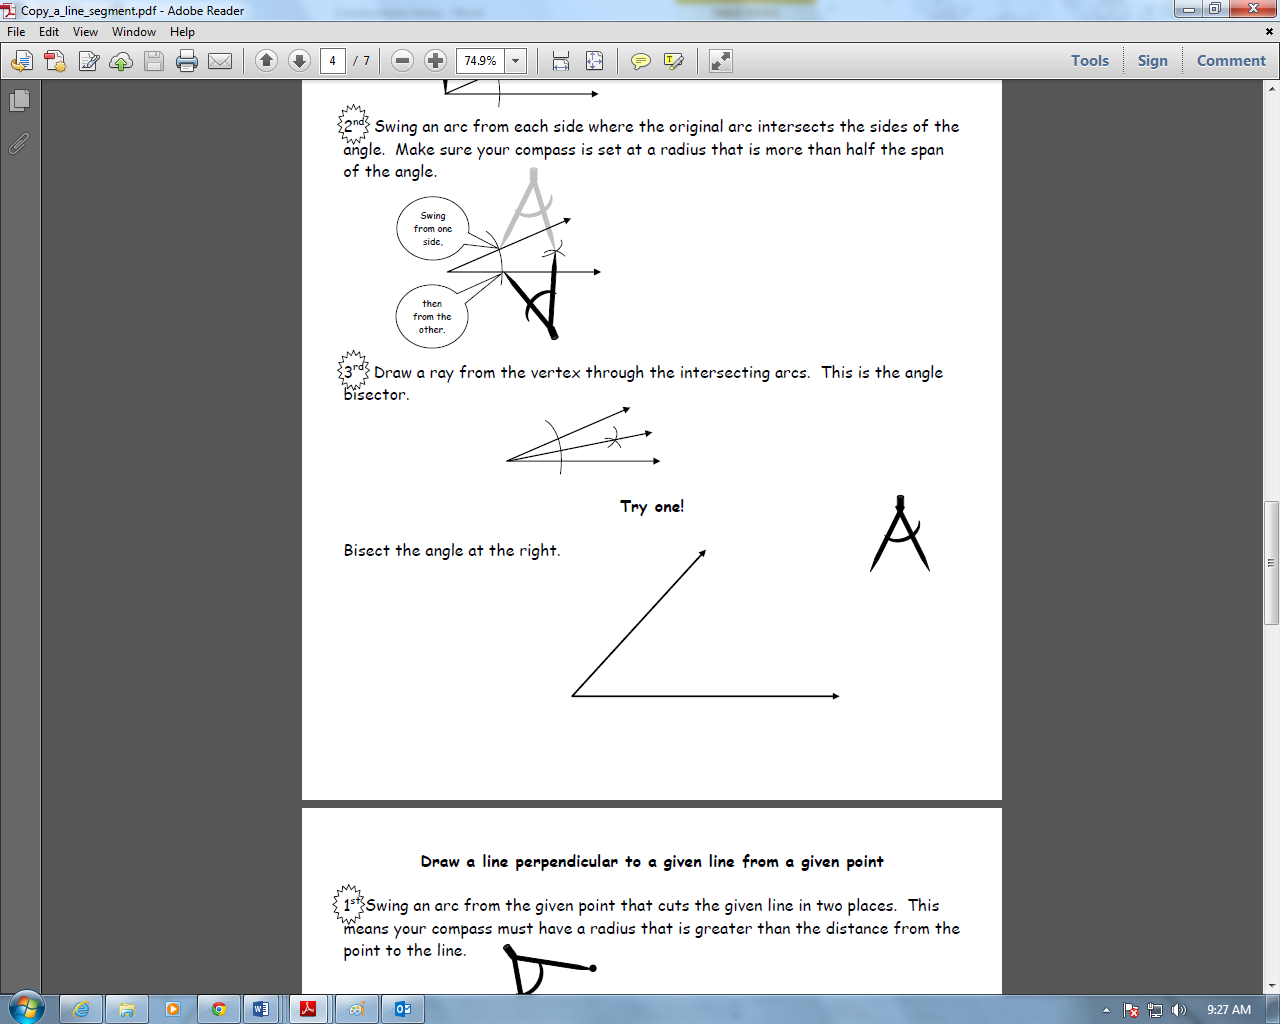 Copy_a_line_segment.pdf - Adobe Reader
File Edit View Window Help
4 / 7 74.9% Tools Sign Comment
2nd Swing an arc from each side where the original arc intersects the sides of the
angle. Make sure your compass is set at a radius that is more than half the span
of the angle.
Swing
from one
side,
then
from the
other.
3rd Draw a ray from the vertex through the intersecting arcs. This is the angle
bisector.
Try one!
Bisect the angle at the right.
Draw a line perpendicular to a given line from a given point
1st Swing an arc from the given point that cuts the given line in two places. This
means your compass must have a radius that is greater than the distance from the
point to the line.
9:27 AM